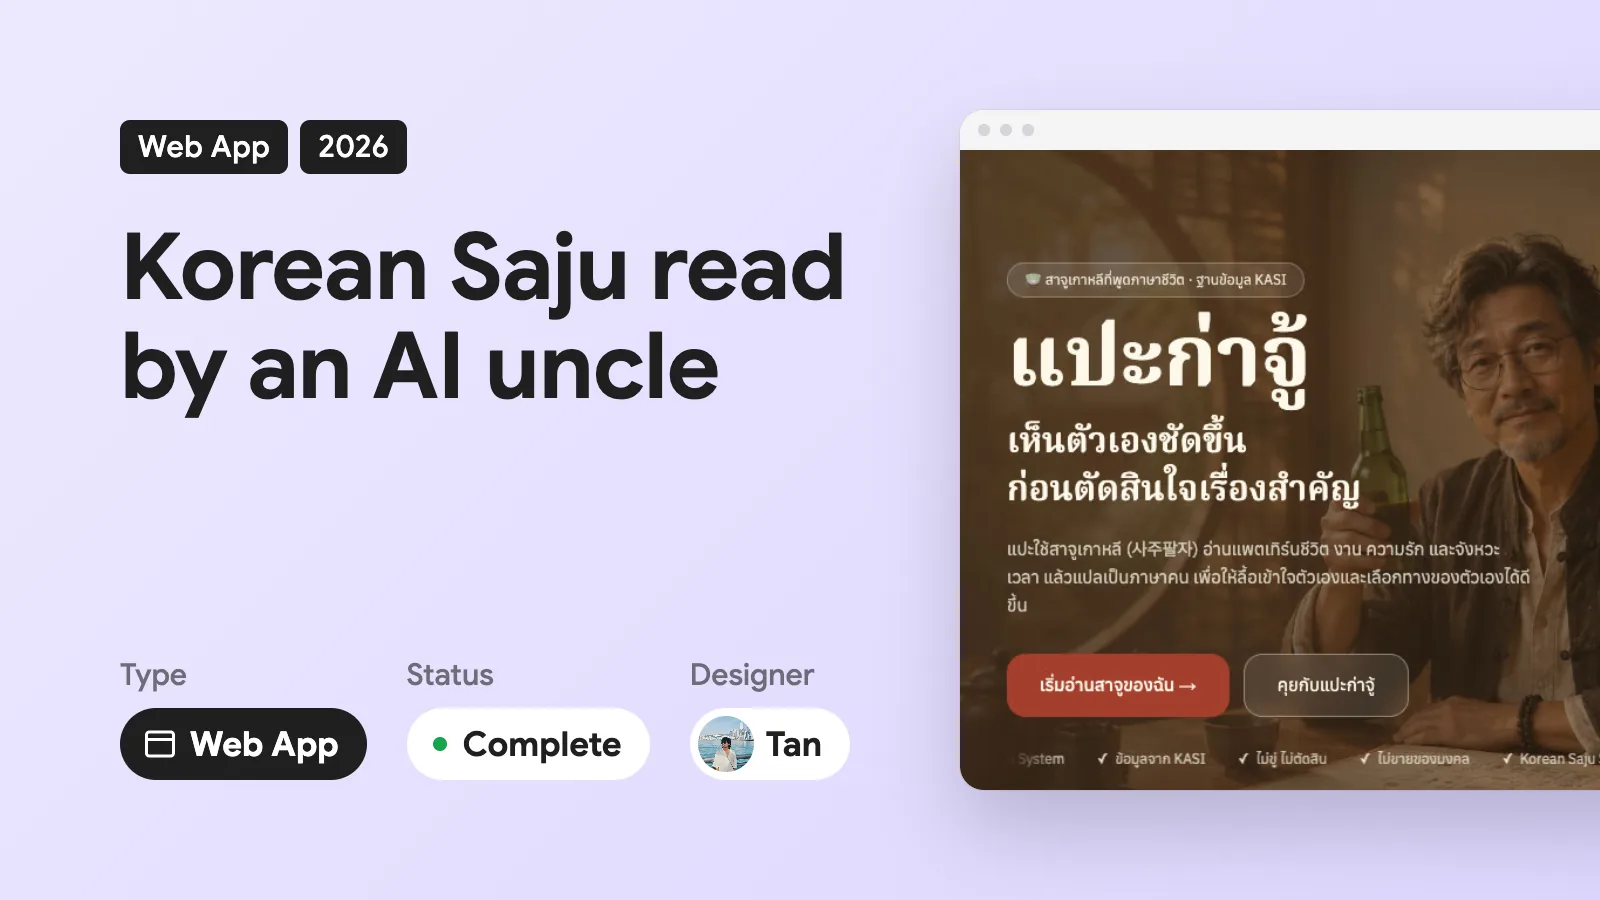 Web App
2026
Korean Saju read
by an AI uncle
Type
Web App
Status
Complete
Designer
Tan
สาจูเกาหลีที่พูดภาษาชีวิต · ฐานข้อมูล KASI
แปะก่าจู้
เห็นตัวเองชัดขึ้น
ก่อนตัดสินใจเรื่องสำคัญ
แปะใช้สาจูเกาหลี (사주팔자) อ่านแพตเทิร์นชีวิต งาน ความรัก และจังหวะ
เวลา แล้วแปลเป็นภาษาคน เพื่อให้ลื้อเข้าใจตัวเองและเลือกทางของตัวเองได้ดี
ขึ้น
เริ่มอ่านสาจูของฉัน →
คุยกับแปะก่าจู้
System ✓ ข้อมูลจาก KASI ✓ ไม่ขู่ ไม่ตัดสิน ✓ ไม่ขายของมงคล ✓ Korean Saju